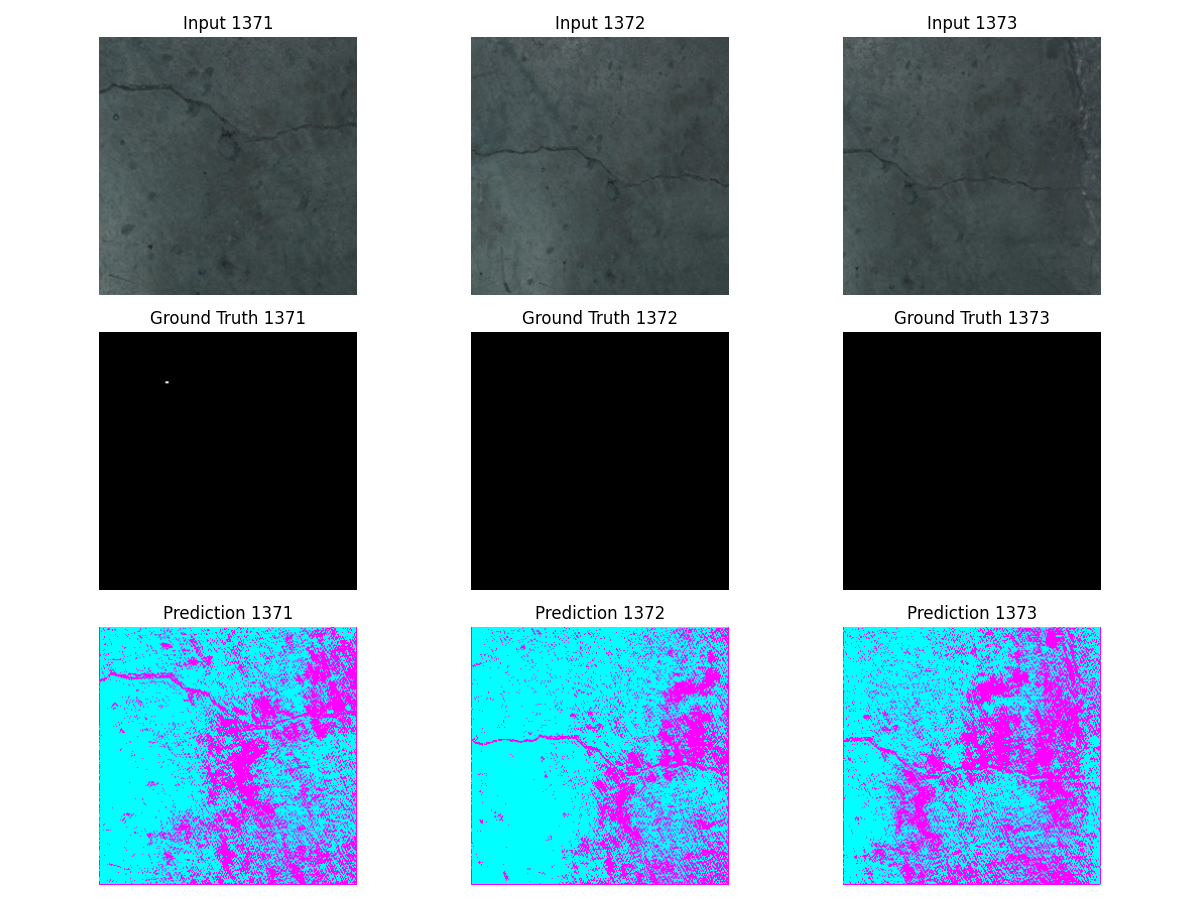 Input 1371
Input 1372
Input 1373
Ground Truth 1371
Ground Truth 1372
Ground Truth 1373
Prediction 1371
Prediction 1372
Prediction 1373